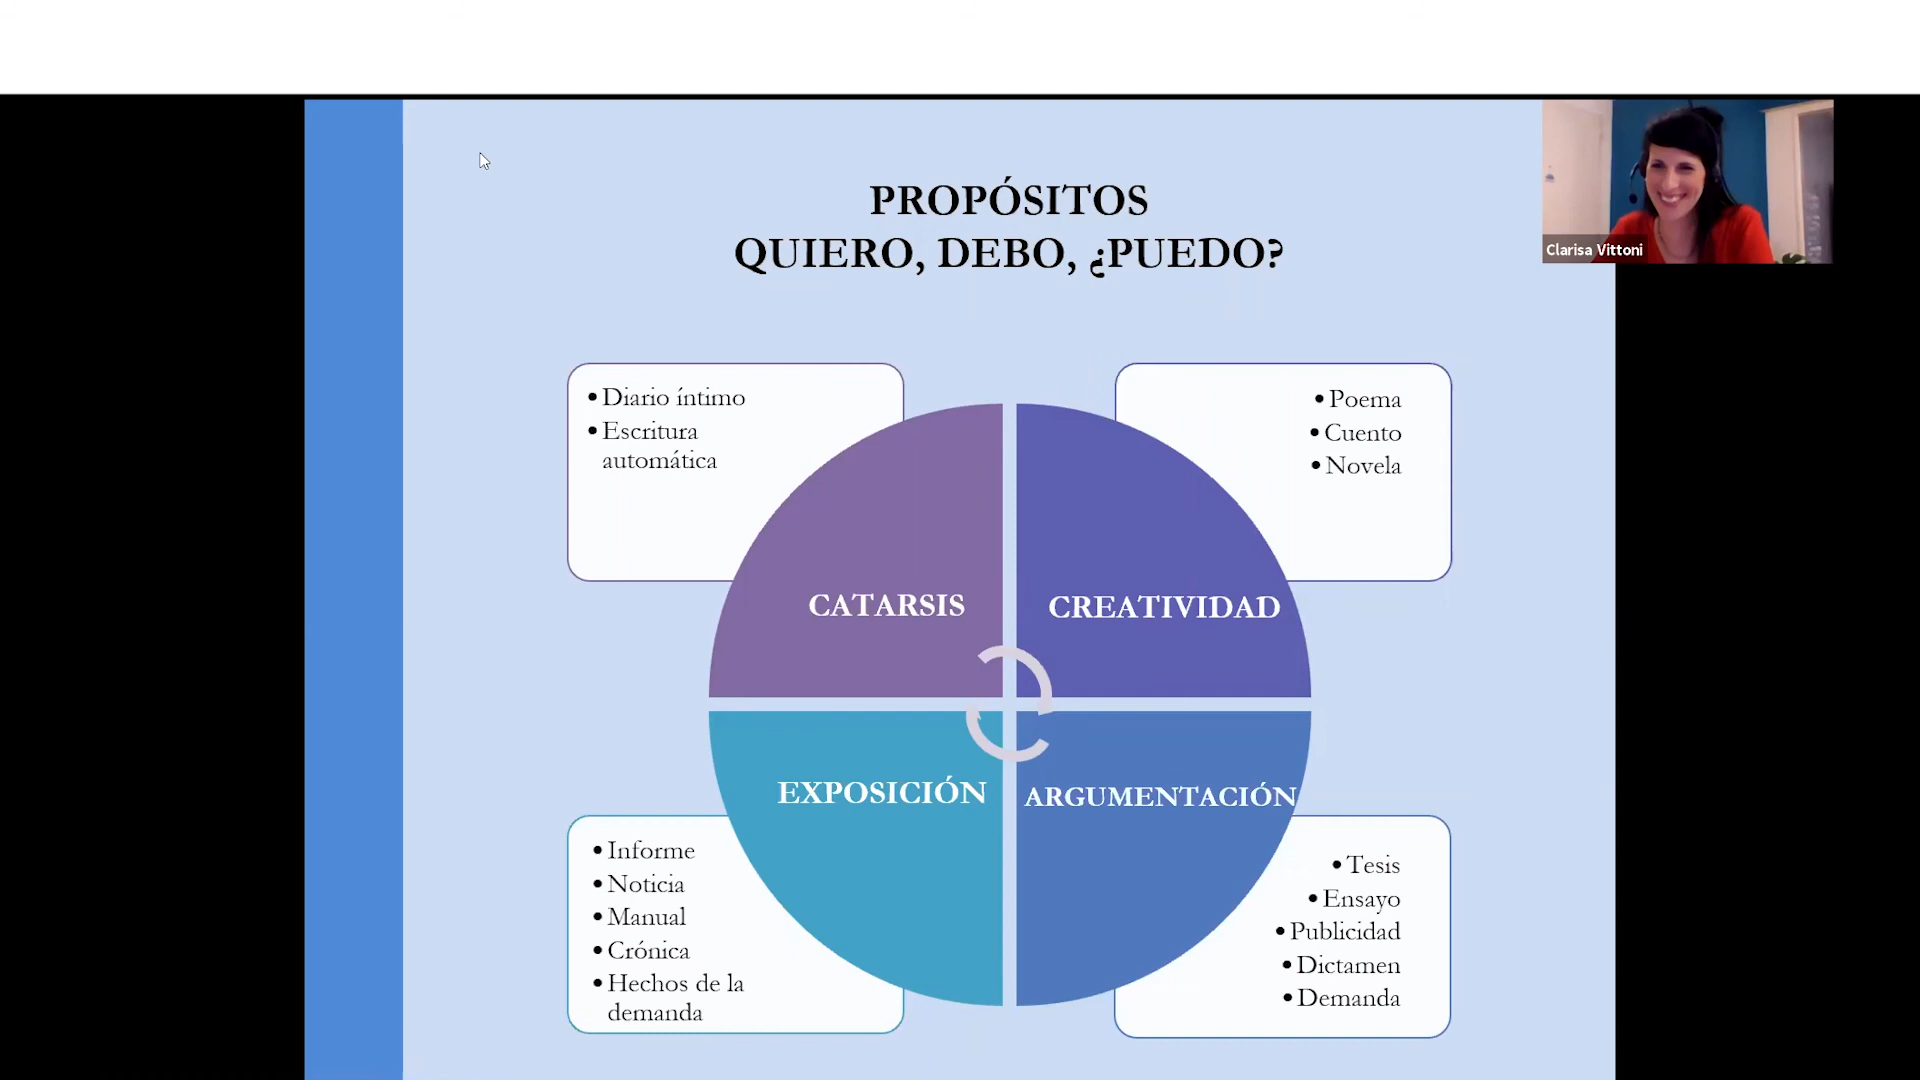 PROPÓSITOS
QUIERO, DEBO, ¿PUEDO?
Clarisa Vittoni
• Diario íntimo
• Escritura
automática
• Poema
• Cuento
• Novela
CATARSIS
CREATIVIDAD
EXPOSICIÓN
ARGUMENTACIÓN
• Informe
• Noticia
• Manual
• Crónica
• Hechos de la
demanda
• Tesis
• Ensayo
• Publicidad
• Dictamen
• Demanda